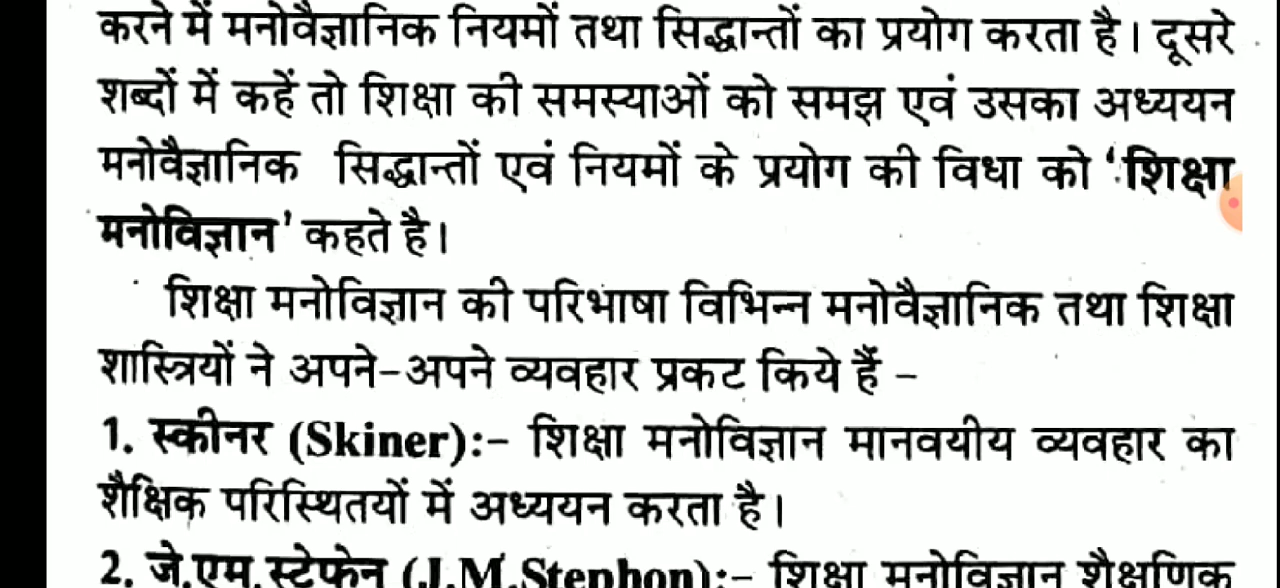 करने में मनोवैज्ञानिक नियमों तथा सिद्धान्तों का प्रयोग करता है। दूसरे
शब्दों में कहें तो शिक्षा की समस्याओं को समझ एवं उसका अध्ययन
मनोवैज्ञानिक सिद्धान्तों एवं नियमों के प्रयोग की विधा को ‘शिक्षा
मनोविज्ञान’ कहते है।
शिक्षा मनोविज्ञान की परिभाषा विभिन्न मनोवैज्ञानिक तथा शिक्षा
शास्त्रियों ने अपने-अपने व्यवहार प्रकट किये हैं –
1. स्कीनर (Skiner):– शिक्षा मनोविज्ञान मानवयीय व्यवहार का
शैक्षिक परिस्थितयों में अध्ययन करता है।
2. जे.एम.स्टेफेन (J.M.Stephon):– शिक्षा मनोविज्ञान शैक्षणिक